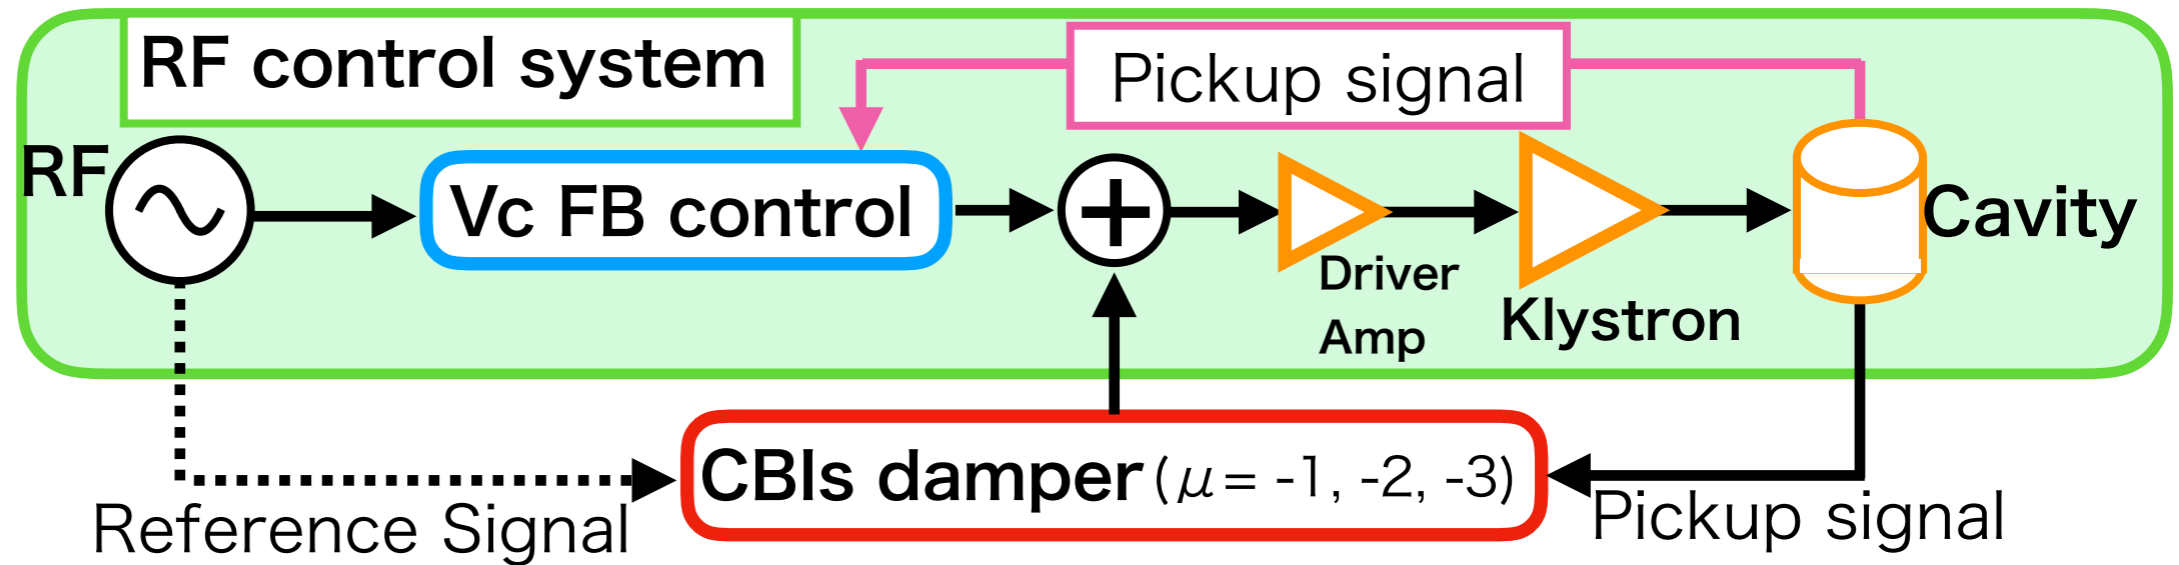 RF control system
Pickup signal
RF
Vc FB control
+
Cavity
Driver
Amp
Klystron
CBIs damper (μ = -1, -2, -3)
Reference Signal
Pickup signal